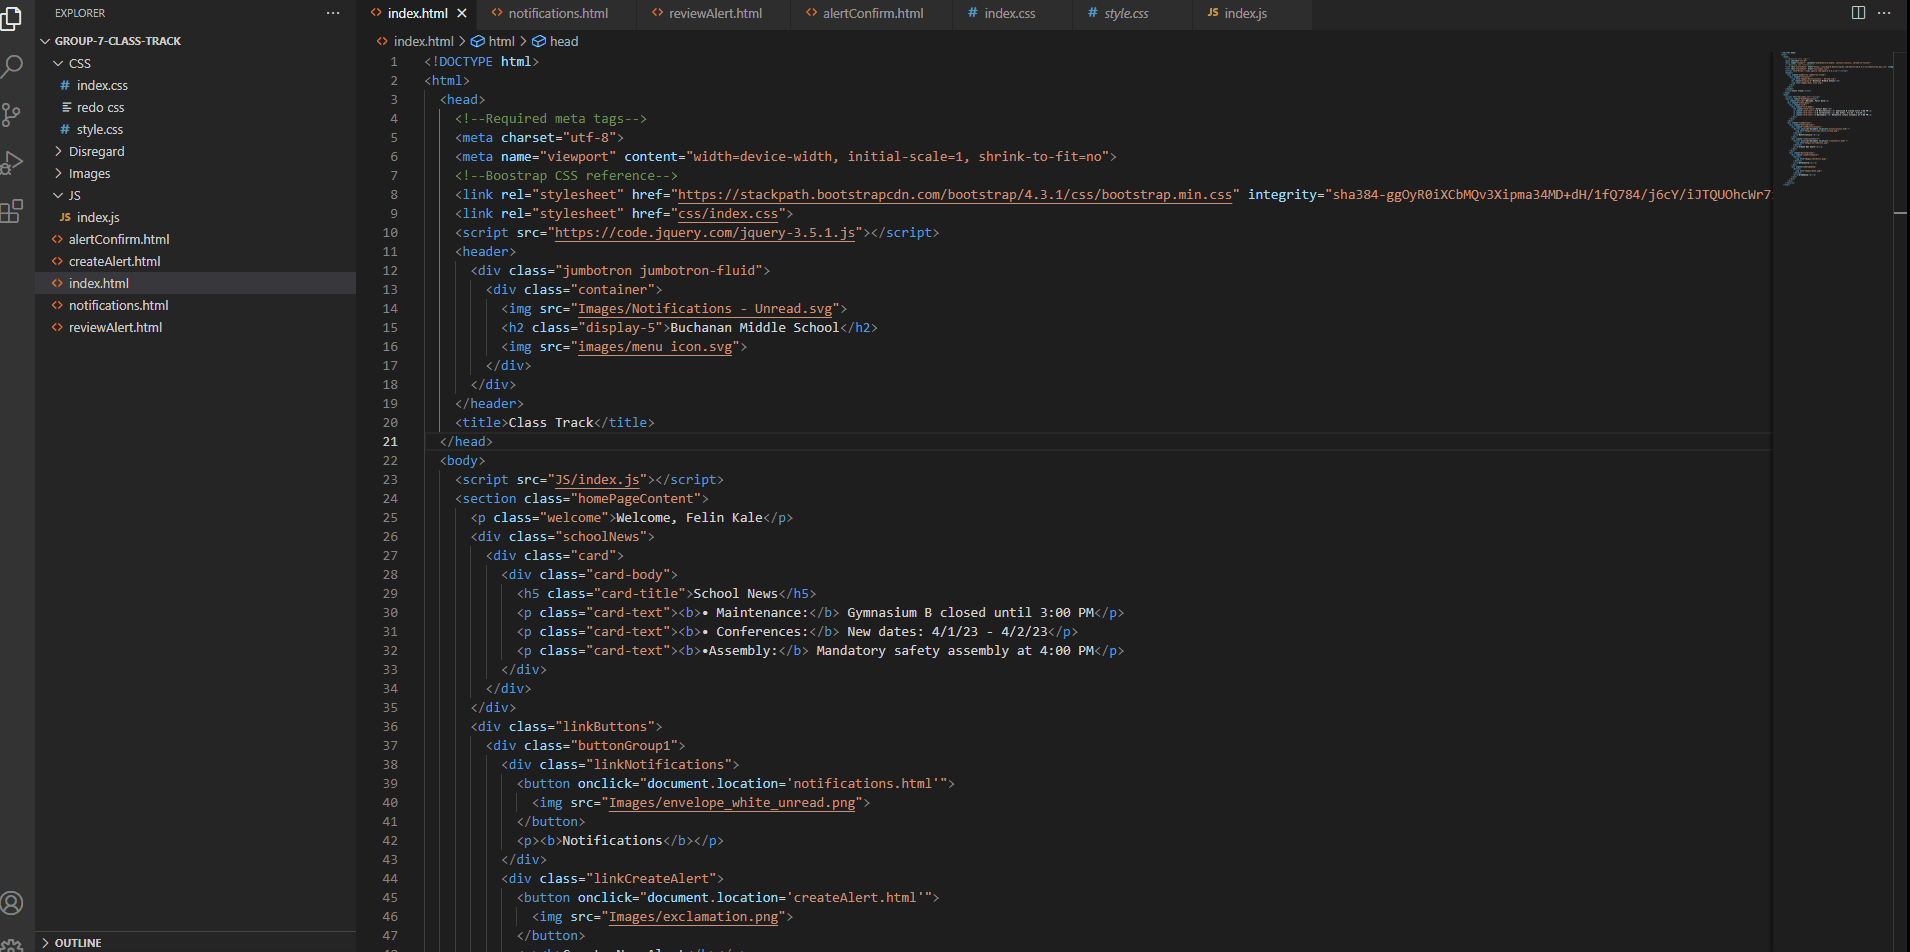 EXPLORER
GROUP-7-CLASS-TRACK
CSS
# index.css
redo css
# style.css
Disregard
Images
JS
JS index.js
<> alertConfirm.html
<> createAlert.html
<> index.html
<> notifications.html
<> reviewAlert.html
OUTLINE
<> index.html <> notifications.html <> reviewAlert.html <> alertConfirm.html # index.css # style.css JS index.js
<> index.html > html > head
1 <!DOCTYPE html>
2 <html>
3 <head>
4 <!--Required meta tags-->
5 <meta charset="utf-8">
6 <meta name="viewport" content="width=device-width, initial-scale=1, shrink-to-fit=no">
7 <!--Boostrap CSS reference-->
8 <link rel="stylesheet" href="https://stackpath.bootstrapcdn.com/bootstrap/4.3.1/css/bootstrap.min.css" integrity="sha384-ggOyR0iXCbMQv3Xipma34MD+dH/1fQ784/j6cY/iJTQUOhcWr7
9 <link rel="stylesheet" href="css/index.css">
10 <script src="https://code.jquery.com/jquery-3.5.1.js"></script>
11 <header>
12 <div class="jumbotron jumbotron-fluid">
13 <div class="container">
14 <img src="Images/Notifications - Unread.svg">
15 <h2 class="display-5">Buchanan Middle School</h2>
16 <img src="images/menu icon.svg">
17 </div>
18 </div>
19 </header>
20 <title>Class Track</title>
21 </head>
22 <body>
23 <script src="JS/index.js"></script>
24 <section class="homePageContent">
25 <p class="welcome">Welcome, Felin Kale</p>
26 <div class="schoolNews">
27 <div class="card">
28 <div class="card-body">
29 <h5 class="card-title">School News</h5>
30 <p class="card-text"><b>• Maintenance:</b> Gymnasium B closed until 3:00 PM</p>
31 <p class="card-text"><b>• Conferences:</b> New dates: 4/1/23 - 4/2/23</p>
32 <p class="card-text"><b>•Assembly:</b> Mandatory safety assembly at 4:00 PM</p>
33 </div>
34 </div>
35 </div>
36 <div class="linkButtons">
37 <div class="buttonGroup1">
38 <div class="linkNotifications">
39 <button onclick="document.location='notifications.html'">
40 <img src="Images/envelope_white_unread.png">
41 </button>
42 <p><b>Notifications</b></p>
43 </div>
44 <div class="linkCreateAlert">
45 <button onclick="document.location='createAlert.html'">
46 <img src="Images/exclamation.png">
47 </button>